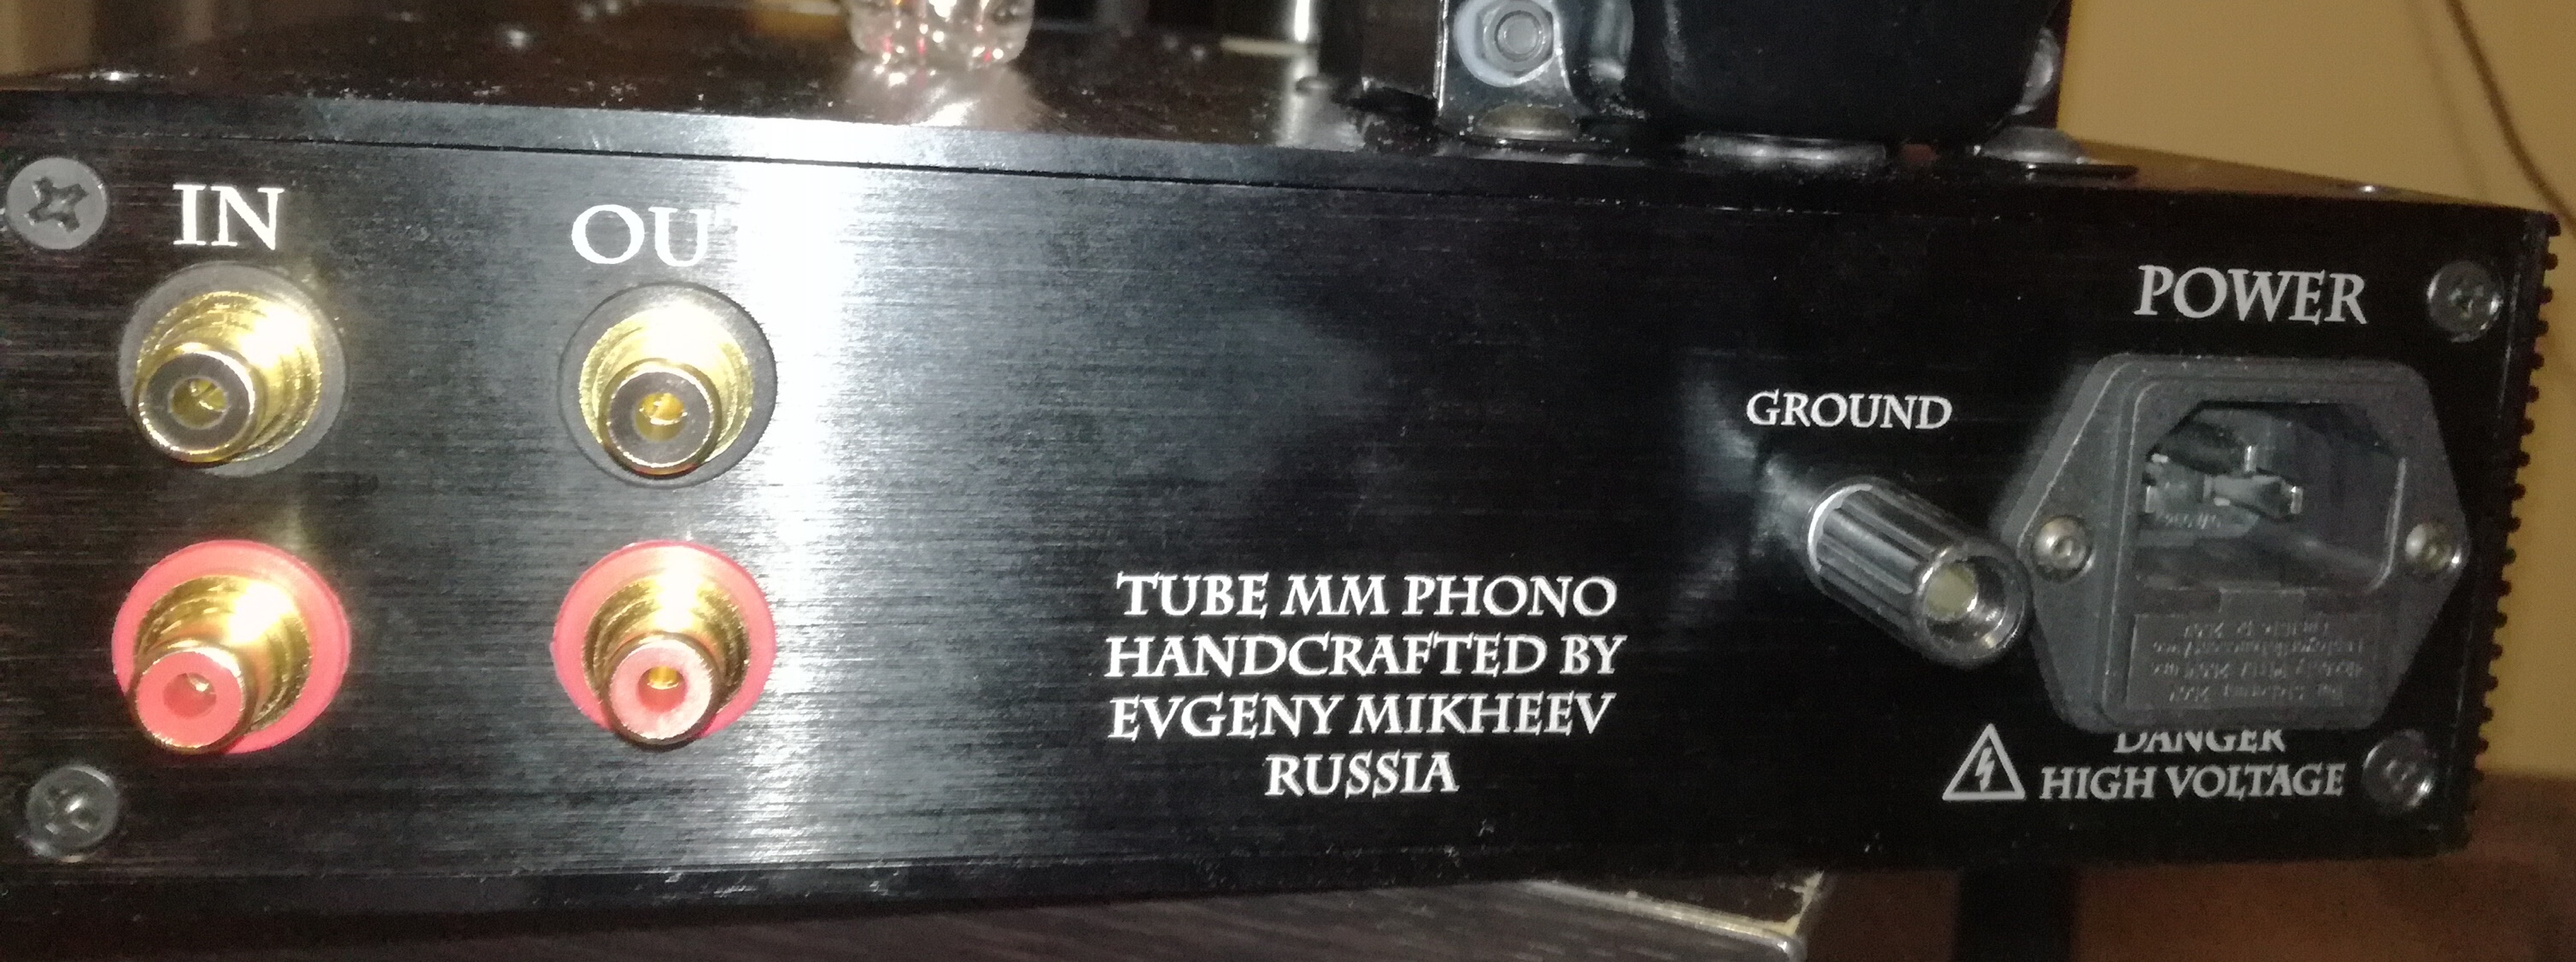 IN
OUT
POWER
GROUND
TUBE MM PHONO
HANDCRAFTED BY
EVGENY MIKHEEV
RUSSIA
DANGER
HIGH VOLTAGE